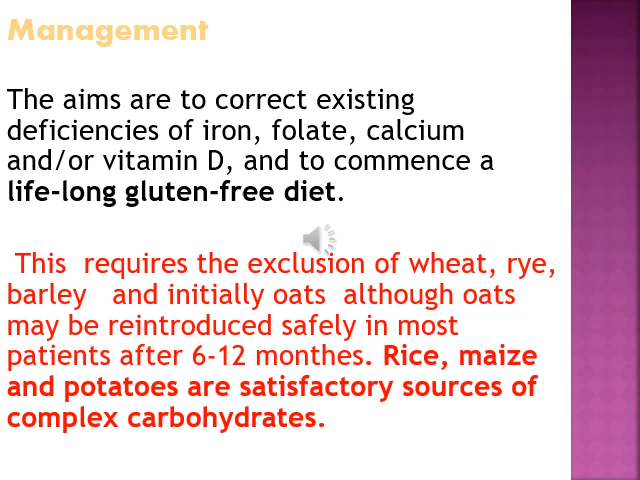 Management
The aims are to correct existing
deficiencies of iron, folate, calcium
and/or vitamin D, and to commence a
life-long gluten-free diet.
This requires the exclusion of wheat, rye,
barley and initially oats although oats
may be reintroduced safely in most
patients after 6-12 monthes. Rice, maize
and potatoes are satisfactory sources of
complex carbohydrates.